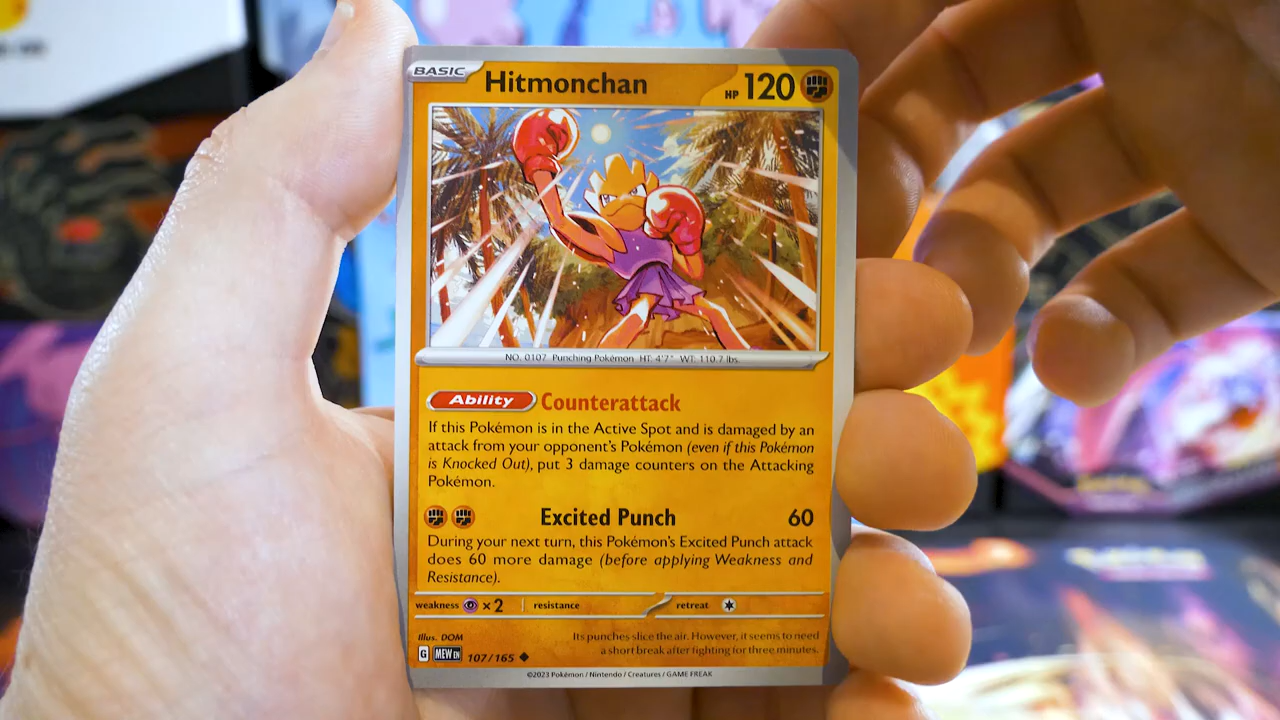 BASIC
Hitmonchan
HP 120
NO. 0107 Punching Pokémon HT: 4'7" WT: 110.7 lbs.
Ability Counterattack
If this Pokémon is in the Active Spot and is damaged by an
attack from your opponent's Pokémon (even if this Pokémon
is Knocked Out), put 3 damage counters on the Attacking
Pokémon.
Excited Punch 60
During your next turn, this Pokémon's Excited Punch attack
does 60 more damage (before applying Weakness and
Resistance).
weakness ×2 resistance retreat
Illus. DOM
G MEW EN 107/165
Its punches slice the air. However, it seems to need
a short break after fighting for three minutes.
©2023 Pokémon / Nintendo / Creatures / GAME FREAK